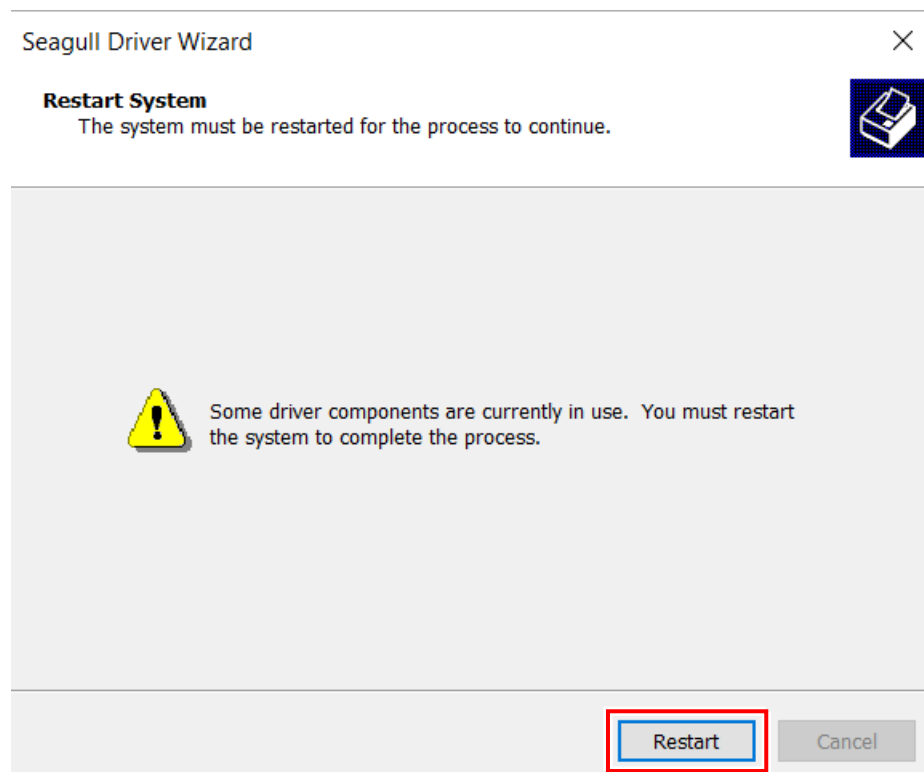 Seagull Driver Wizard
Restart System
The system must be restarted for the process to continue.
Some driver components are currently in use.  You must restart
the system to complete the process.
Restart
Cancel